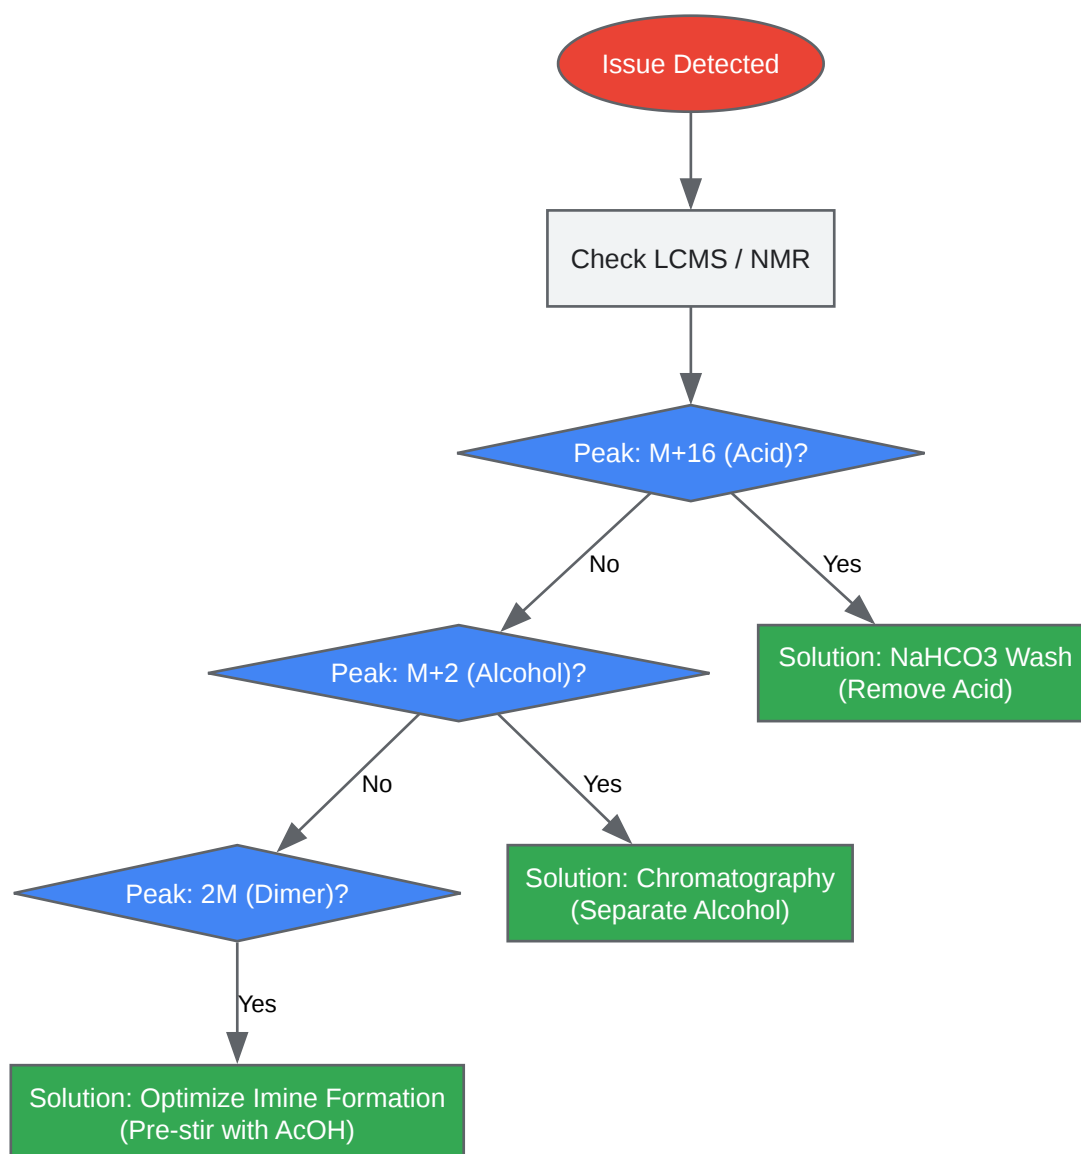 Issue Detected
Check LCMS / NMR
Peak: M+16 (Acid)?
No
Yes
Peak: M+2 (Alcohol)?
Solution: NaHCO3 Wash
(Remove Acid)
No
Yes
Peak: 2M (Dimer)?
Solution: Chromatography
(Separate Alcohol)
Yes
Solution: Optimize Imine Formation
(Pre-stir with AcOH)